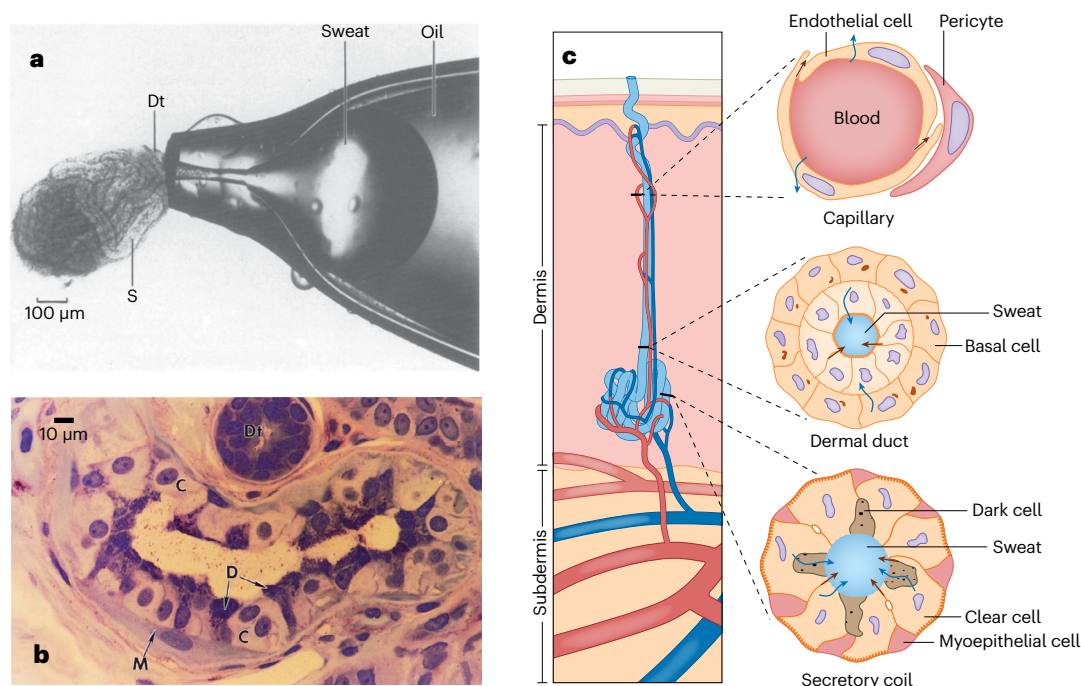 a
Sweat
Oil
Dt
S
100 µm
b
10 µm
Dt
C
D
C
M
c
Dermis
Subdermis
Endothelial cell
Pericyte
Blood
Capillary
Sweat
Basal cell
Dermal duct
Dark cell
Sweat
Clear cell
Myoepithelial cell
Secretory coil